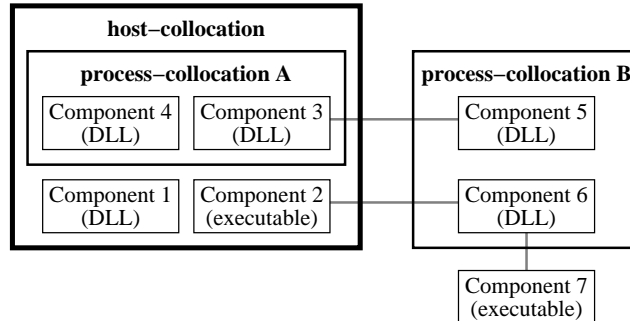 host−collocation
process−collocation A
process−collocation B
Component 4
(DLL)
Component 3
(DLL)
Component 5
(DLL)
Component 1
(DLL)
Component 2
(executable)
Component 6
(DLL)
Component 7
(executable)